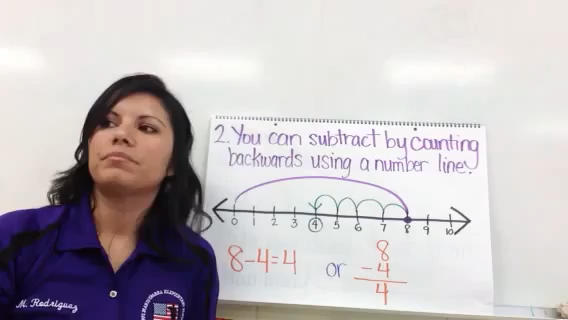 2. You can subtract by counting
backwards using a number line!
0 1 2 3 4 5 6 7 8 9 10
8-4=4 or
8
-4
4
M. Rodriguez